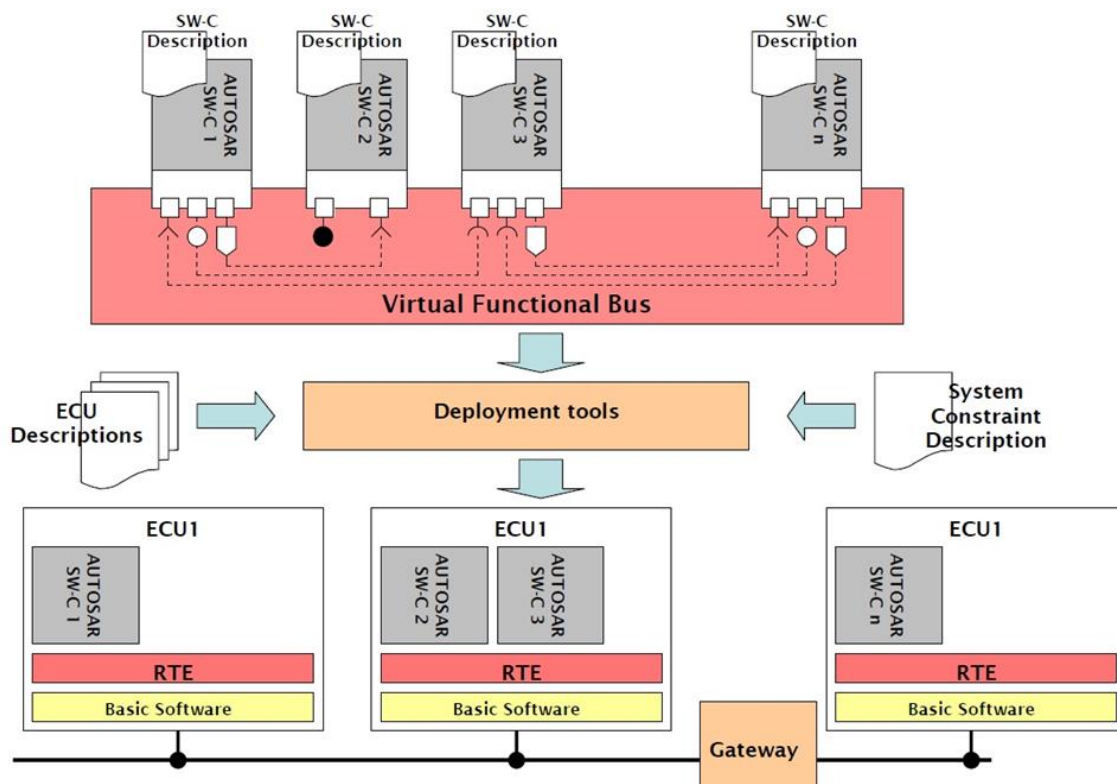 SW-C
Description
SW-C
Description
SW-C
Description
SW-C
Description
AUTOSAR
SW-C 1
AUTOSAR
SW-C 2
AUTOSAR
SW-C 3
AUTOSAR
SW-C n
Virtual Functional Bus
ECU
Descriptions
Deployment tools
System
Constraint
Description
ECU1
AUTOSAR
SW-C 1
RTE
Basic Software
ECU1
AUTOSAR
SW-C 2
AUTOSAR
SW-C 3
RTE
Basic Software
ECU1
AUTOSAR
SW-C n
RTE
Basic Software
Gateway